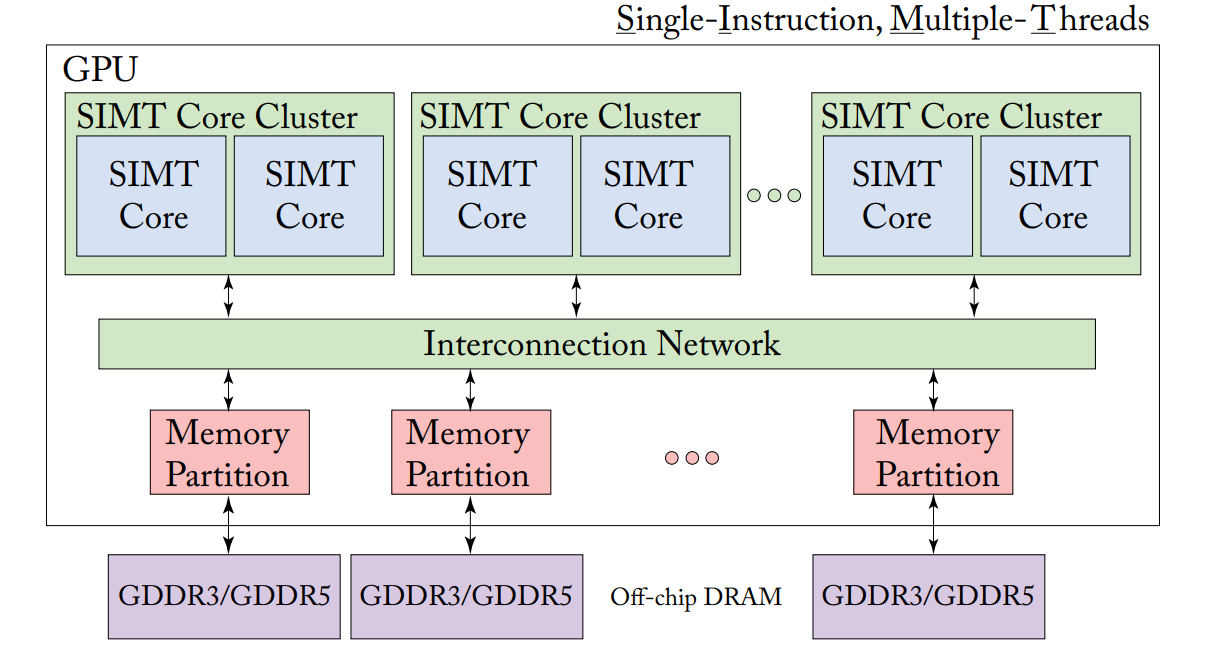 Single-Instruction, Multiple-Threads
GPU
SIMT Core Cluster
SIMT
Core
SIMT
Core
SIMT Core Cluster
SIMT
Core
SIMT
Core
SIMT Core Cluster
SIMT
Core
SIMT
Core
Interconnection Network
Memory
Partition
Memory
Partition
Memory
Partition
GDDR3/GDDR5
GDDR3/GDDR5
Off-chip DRAM
GDDR3/GDDR5